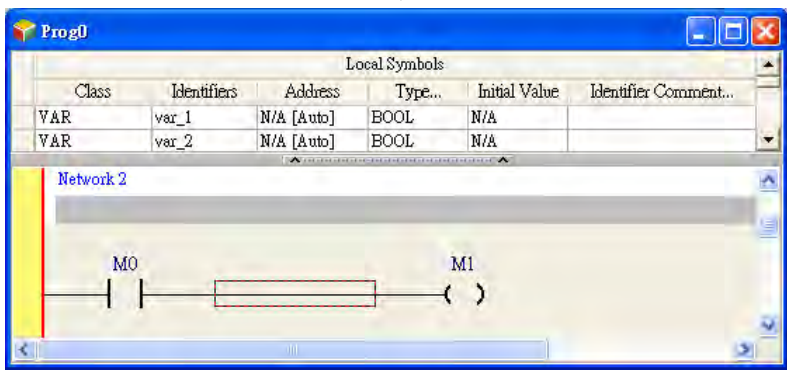 Prog0
Local Symbols
Class Identifiers Address Type... Initial Value Identifier Comment...
VAR var_1 N/A [Auto] BOOL N/A
VAR var_2 N/A [Auto] BOOL N/A
Network 2
M0 M1